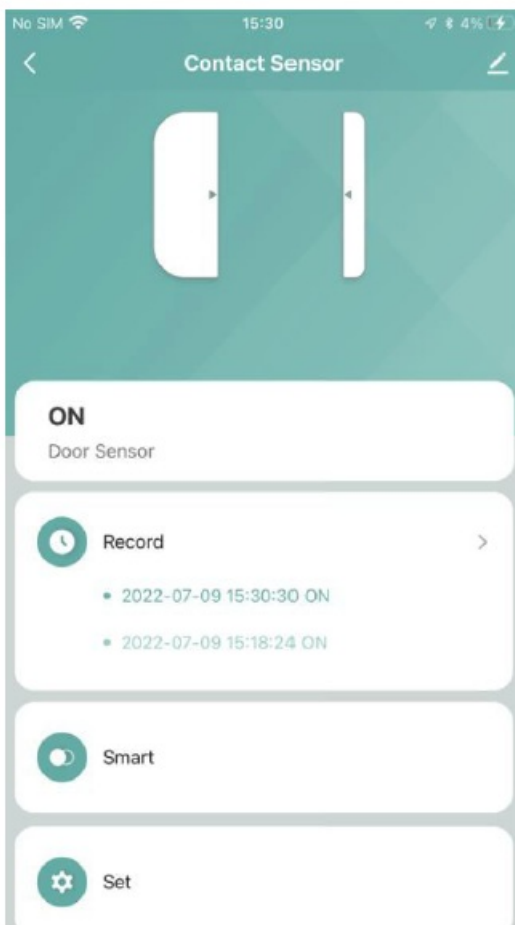 No SIM 15:30 4%
Contact Sensor
ON
Door Sensor
Record
2022-07-09 15:30:30 ON
2022-07-09 15:18:24 ON
Smart
Set